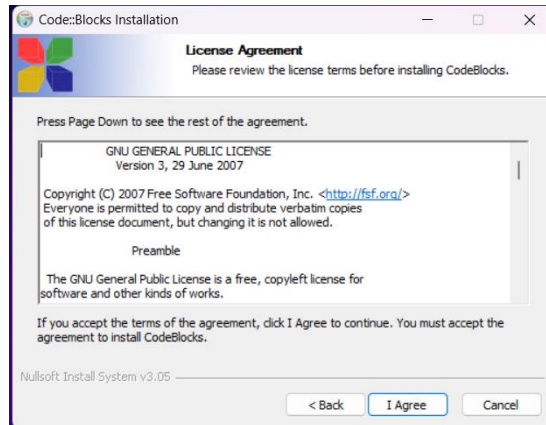 Code::Blocks Installation
License Agreement
Please review the license terms before installing CodeBlocks.
Press Page Down to see the rest of the agreement.
GNU GENERAL PUBLIC LICENSE
Version 3, 29 June 2007
Copyright (C) 2007 Free Software Foundation, Inc. <http://fsf.org/>
Everyone is permitted to copy and distribute verbatim copies
of this license document, but changing it is not allowed.
Preamble
The GNU General Public License is a free, copyleft license for
software and other kinds of works.
If you accept the terms of the agreement, click I Agree to continue. You must accept the
agreement to install CodeBlocks.
Nullsoft Install System v3.05
< Back I Agree Cancel